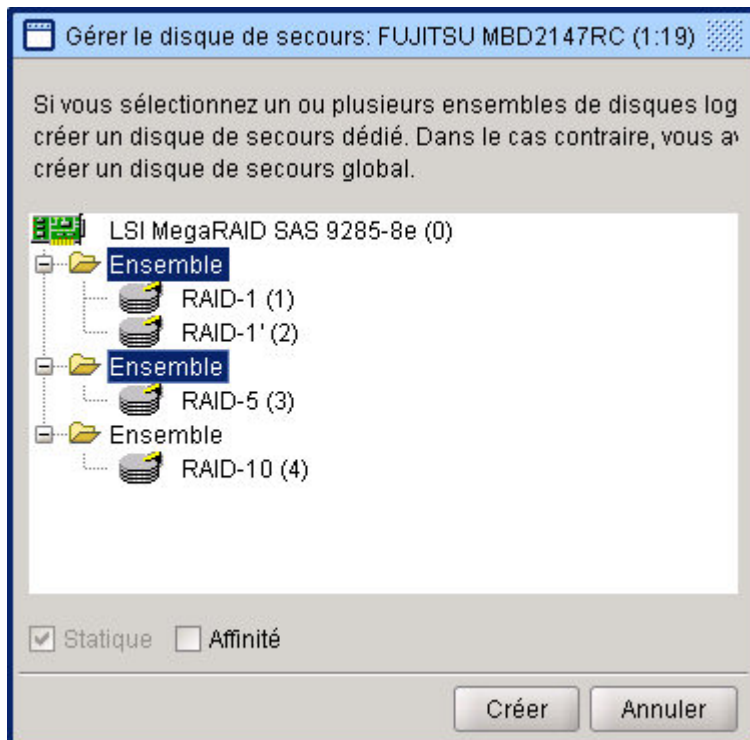 Gérer le disque de secours: FUJITSU MBD2147RC (1:19)
Si vous sélectionnez un ou plusieurs ensembles de disques log
créer un disque de secours dédié. Dans le cas contraire, vous a
créer un disque de secours global.
LSI MegaRAID SAS 9285-8e (0)
Ensemble
RAID-1 (1)
RAID-1' (2)
Ensemble
RAID-5 (3)
Ensemble
RAID-10 (4)
Statique Affinité
Créer Annuler